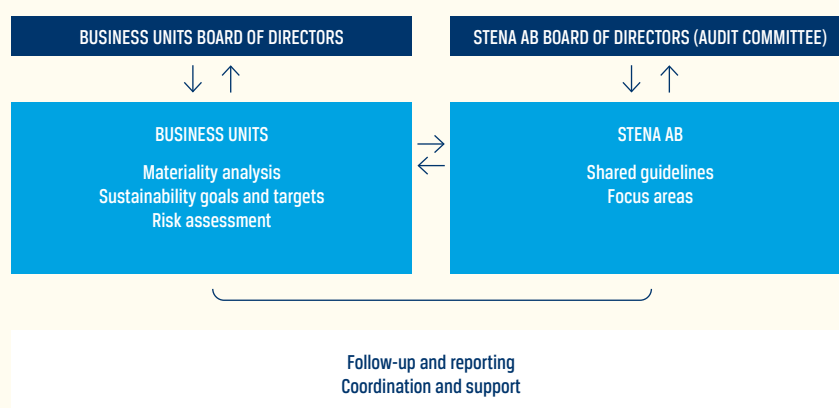 BUSINESS UNITS BOARD OF DIRECTORS
STENA AB BOARD OF DIRECTORS (AUDIT COMMITTEE)
BUSINESS UNITS
Materiality analysis
Sustainability goals and targets
Risk assessment
STENA AB
Shared guidelines
Focus areas
Follow-up and reporting
Coordination and support